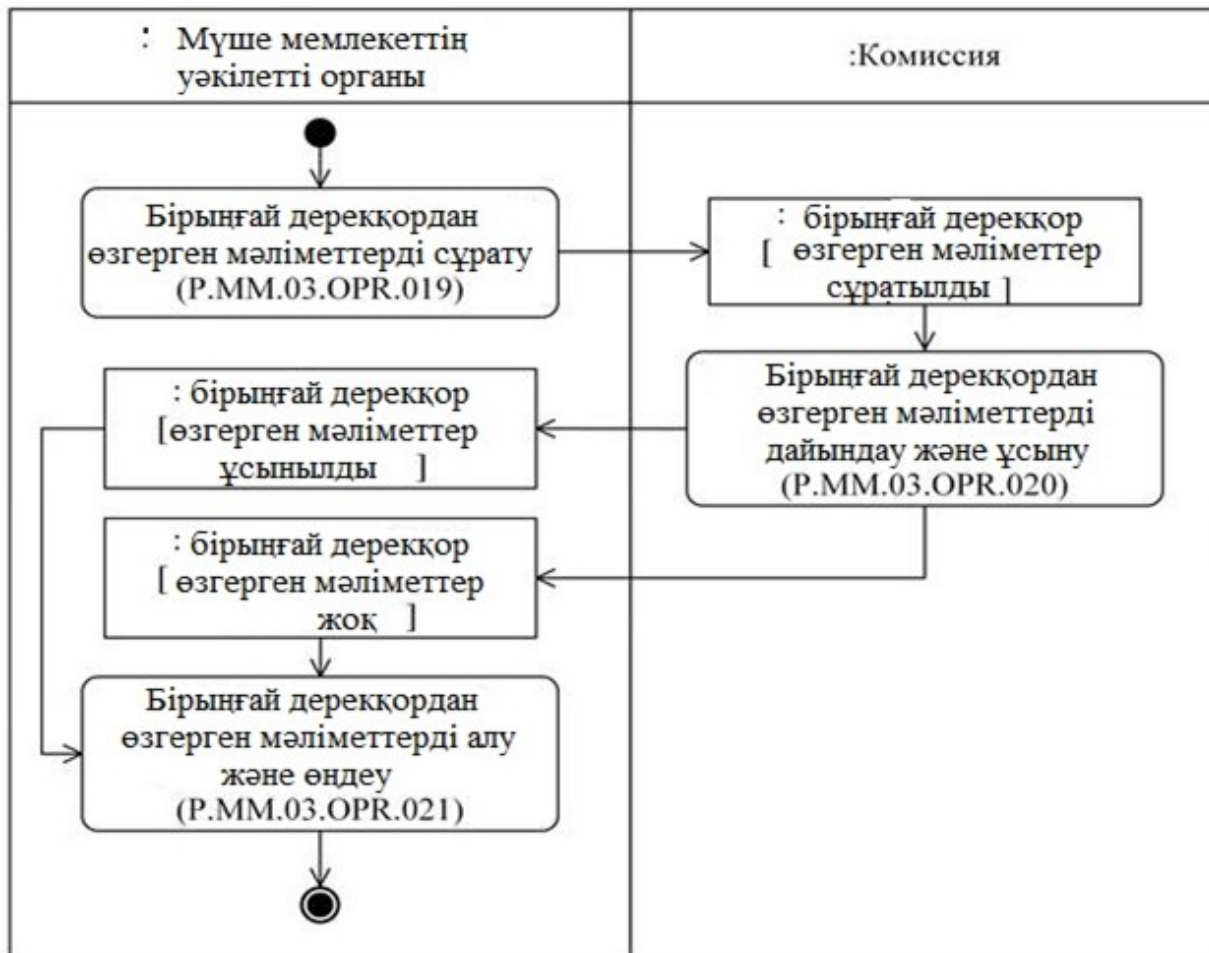 : Мүше мемлекеттің
уәкілетті органы
:Комиссия
Бірыңғай дерекқордан
өзгерген мәліметтерді сұрату
(P.MM.03.OPR.019)
: бірыңғай дерекқор
[ өзгерген мәліметтер
сұратылды ]
Бірыңғай дерекқордан
өзгерген мәліметтерді
дайындау және ұсыну
(P.MM.03.OPR.020)
: бірыңғай дерекқор
[өзгерген мәліметтер
ұсынылды ]
: бірыңғай дерекқор
[ өзгерген мәліметтер
жоқ ]
Бірыңғай дерекқордан
өзгерген мәліметтерді алу
және өңдеу
(P.MM.03.OPR.021)